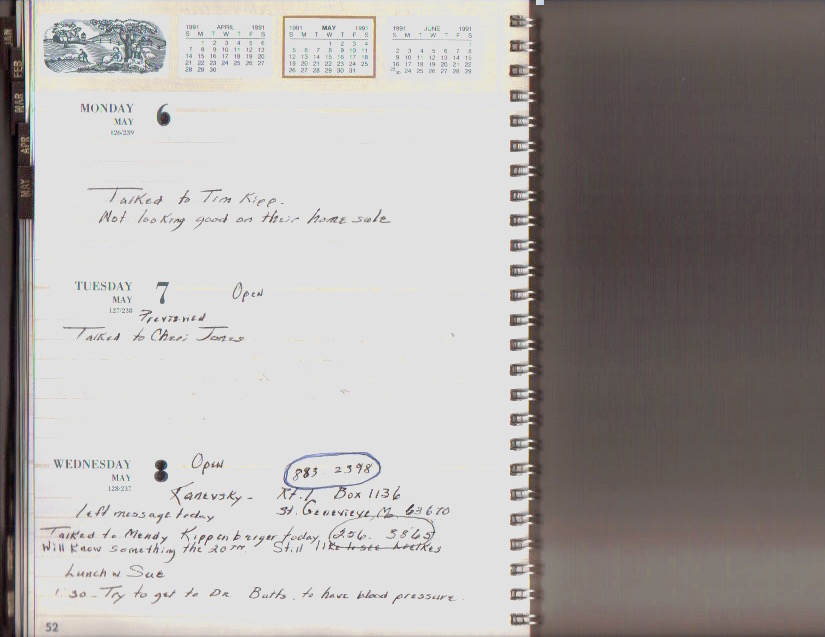 1991 APRIL 1991
S M T W T F S
1 2 3 4 5 6
7 8 9 10 11 12 13
14 15 16 17 18 19 20
21 22 23 24 25 26 27
28 29 30
1991 MAY 1991
S M T W T F S
1 2 3 4
5 6 7 8 9 10 11
12 13 14 15 16 17 18
19 20 21 22 23 24 25
26 27 28 29 30 31
1991 JUNE 1991
S M T W T F S
1
2 3 4 5 6 7 8
9 10 11 12 13 14 15
16 17 18 19 20 21 22
23/30 24 25 26 27 28 29
JAN
FEB
MAR
APR
MAY
MONDAY 6
MAY
126/239
Talked to Tim Kipp.
Not looking good on their home sale
TUESDAY 7 Open
MAY
127/238 Previewed
Talked to Cheri Jones
WEDNESDAY 8 Open 883 2398
MAY
128/237
Kanevsky - Rt. 1 Box 1136
left message today St. Genevieve, Mo 63670
Talked to Mendy Kippenberger today 256. 3865
Will Know something the 20TH. Still like
Lunch w Sue
1:30 - Try to get to Dr Butts. to have blood pressure.
52